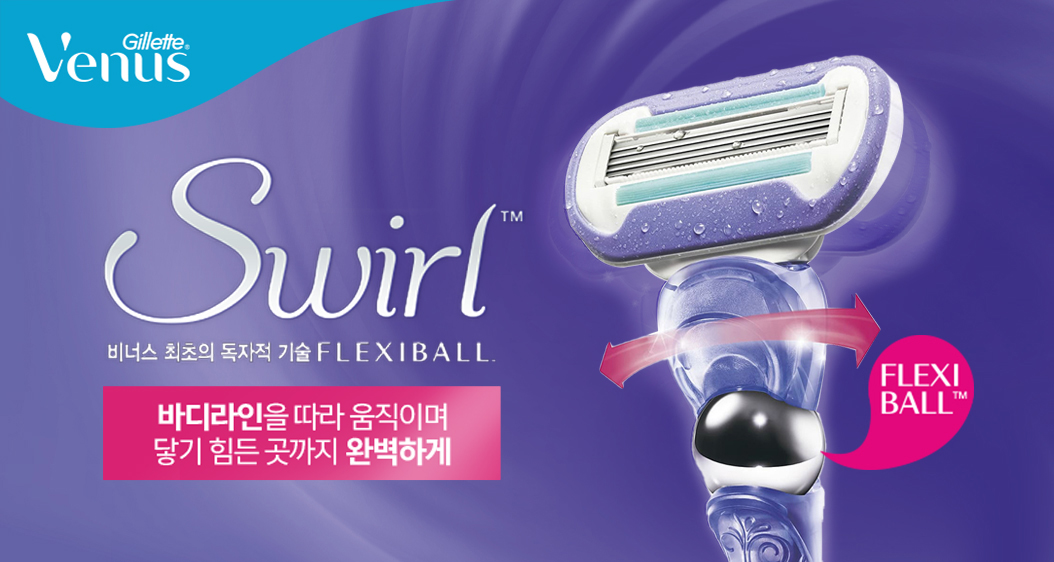 Gillette®
Venus
Swirl™
비너스 최초의 독자적 기술 FLEXIBALL™
바디라인을 따라 움직이며
닿기 힘든 곳까지 완벽하게
FLEXI
BALL™